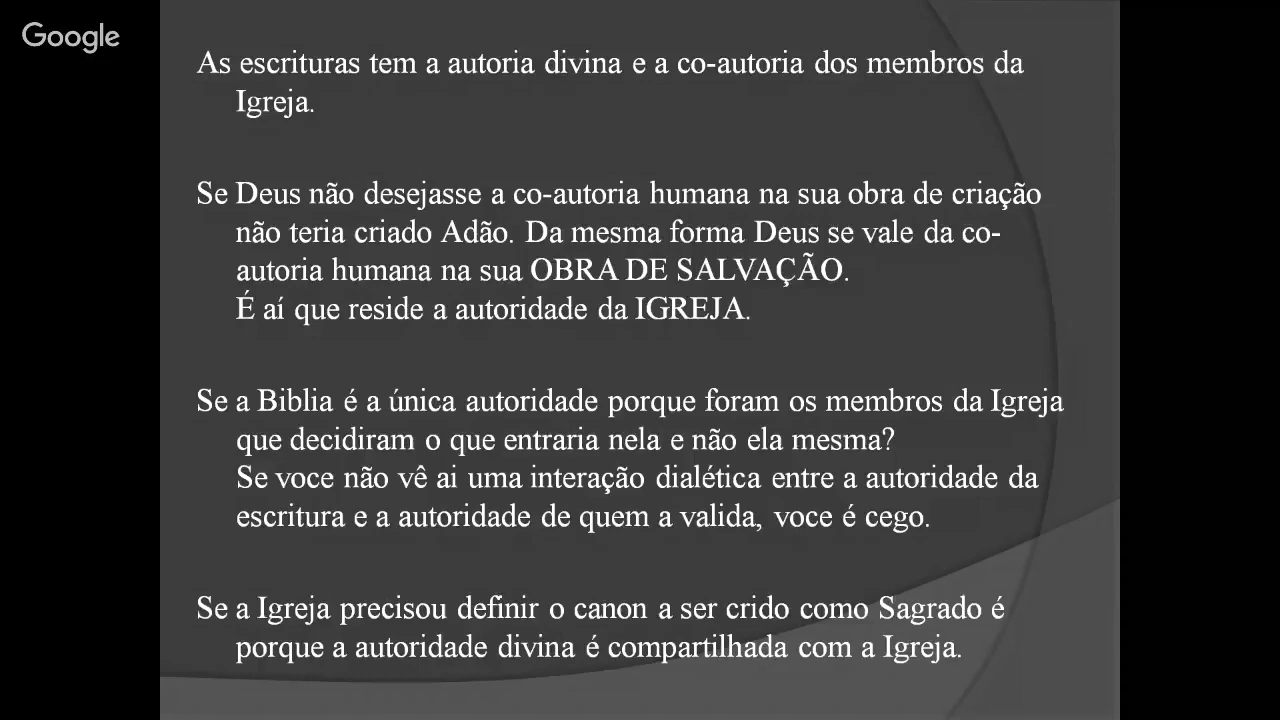 Google
As escrituras tem a autoria divina e a co-autoria dos membros da
Igreja.
Se Deus não desejasse a co-autoria humana na sua obra de criação
não teria criado Adão. Da mesma forma Deus se vale da co-
autoria humana na sua OBRA DE SALVAÇÃO.
É aí que reside a autoridade da IGREJA.
Se a Biblia é a única autoridade porque foram os membros da Igreja
que decidiram o que entraria nela e não ela mesma?
Se voce não vê ai uma interação dialética entre a autoridade da
escritura e a autoridade de quem a valida, voce é cego.
Se a Igreja precisou definir o canon a ser crido como Sagrado é
porque a autoridade divina é compartilhada com a Igreja.